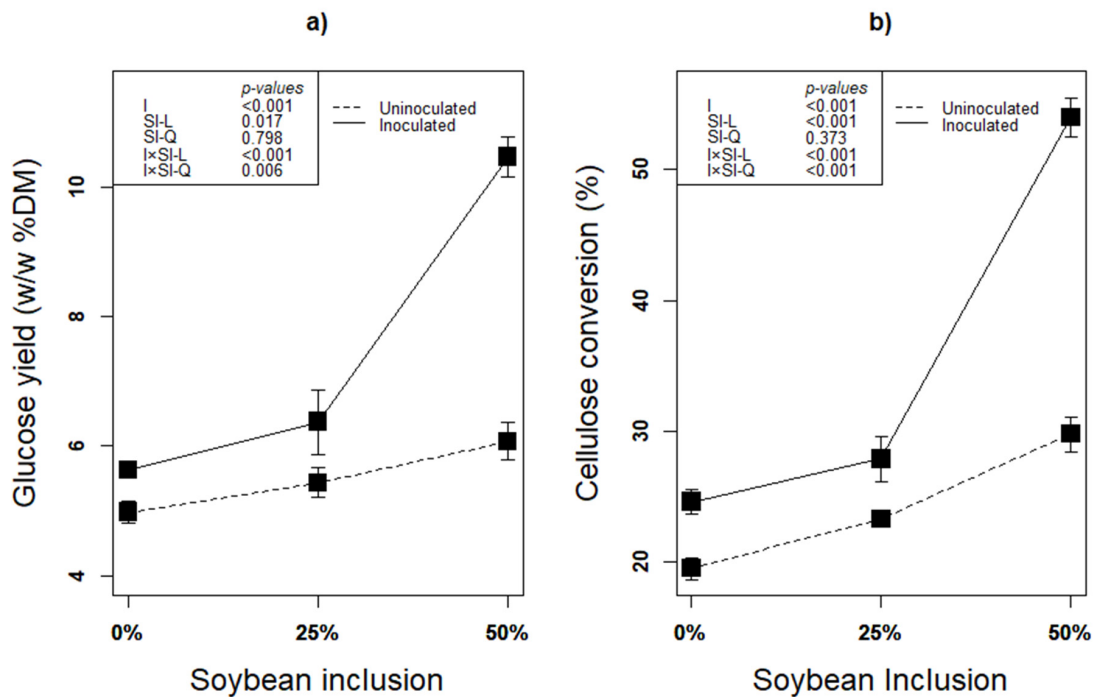 a)
p-values
I <0.001
SI-L 0.017
SI-Q 0.798
I×SI-L <0.001
I×SI-Q 0.006
Uninoculated
Inoculated
Glucose yield (w/w %DM)
10
8
6
4
0% 25% 50%
Soybean inclusion
b)
p-values
I <0.001
SI-L <0.001
SI-Q 0.373
I×SI-L <0.001
I×SI-Q <0.001
Uninoculated
Inoculated
Cellulose conversion (%)
50
40
30
20
0% 25% 50%
Soybean Inclusion